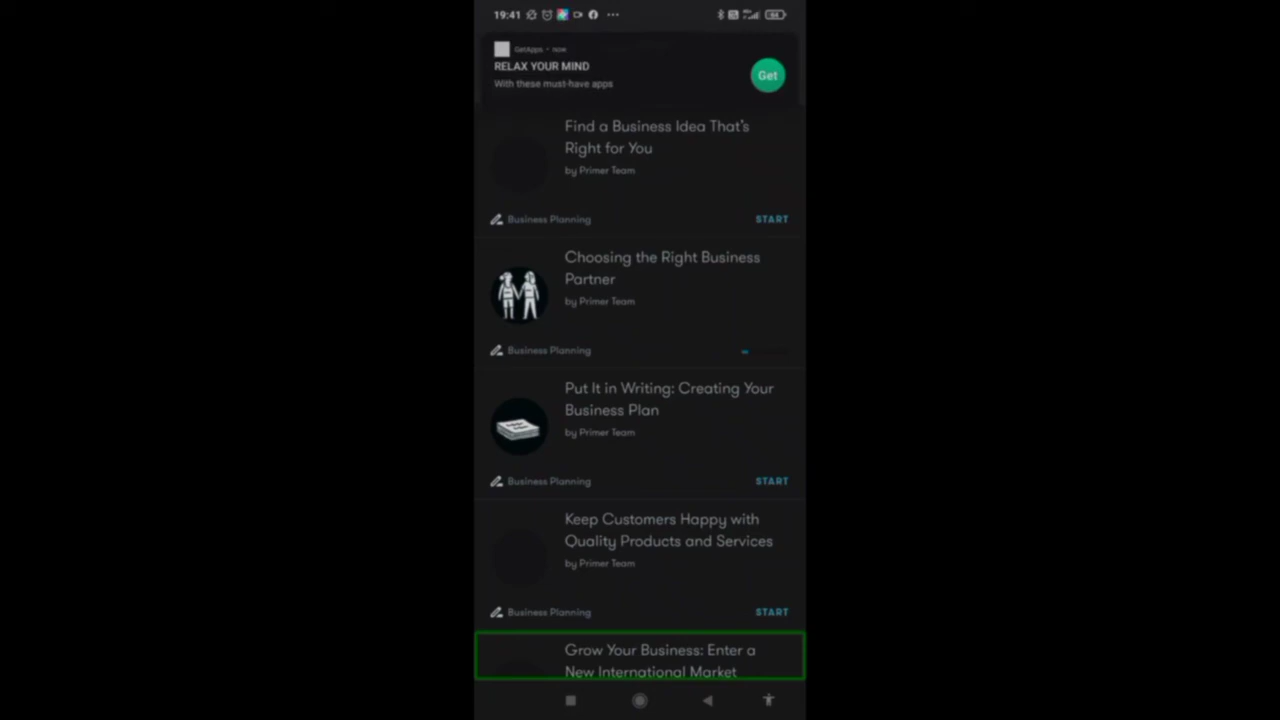 19:41
GetApps • Now
RELAX YOUR MIND
With these must-have apps
Get
Find a Business Idea That's
Right for You
by Primer Team
Business Planning
START
Choosing the Right Business
Partner
by Primer Team
Business Planning
Put It in Writing: Creating Your
Business Plan
by Primer Team
Business Planning
START
Keep Customers Happy with
Quality Products and Services
by Primer Team
Business Planning
START
Grow Your Business: Enter a
New International Market